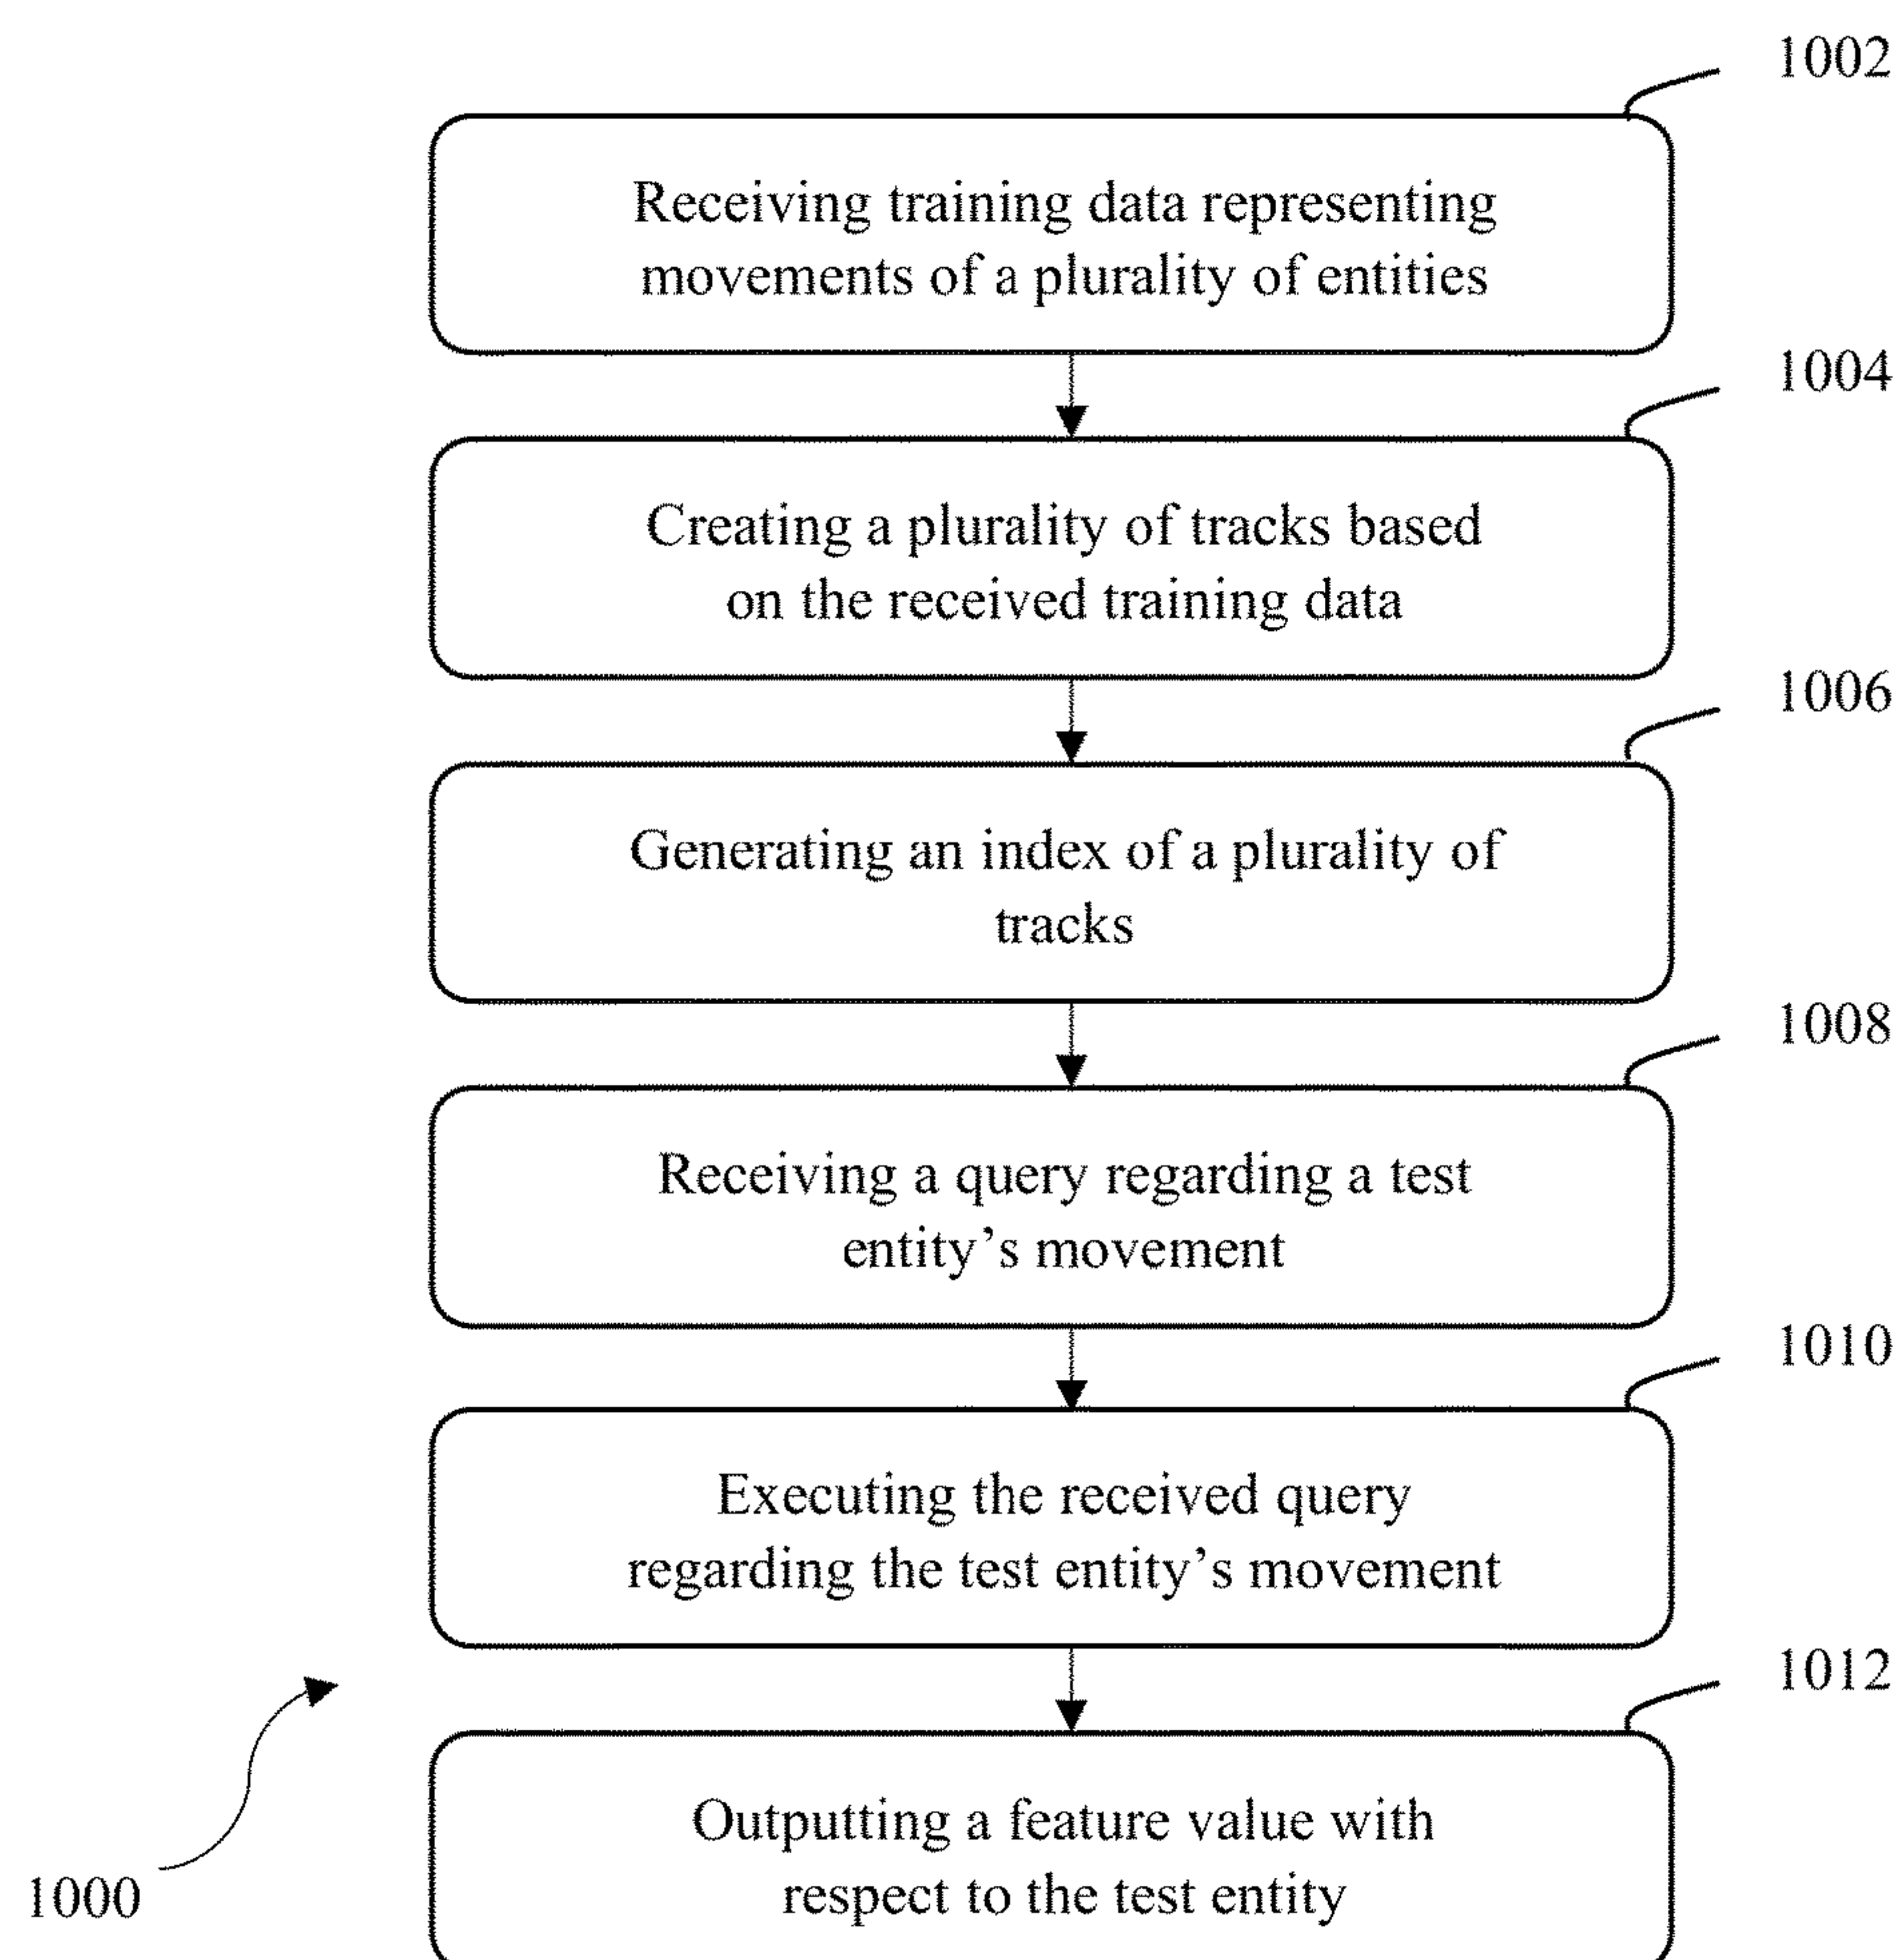 1002
Receiving training data representing
movements of a plurality of entities
1004
Creating a plurality of tracks based
on the received training data
1006
Generating an index of a plurality of
tracks
1008
Receiving a query regarding a test
entity’s movement
1010
Executing the received query
regarding the test entity’s movement
1012
Outputting a feature value with
respect to the test entity
1000